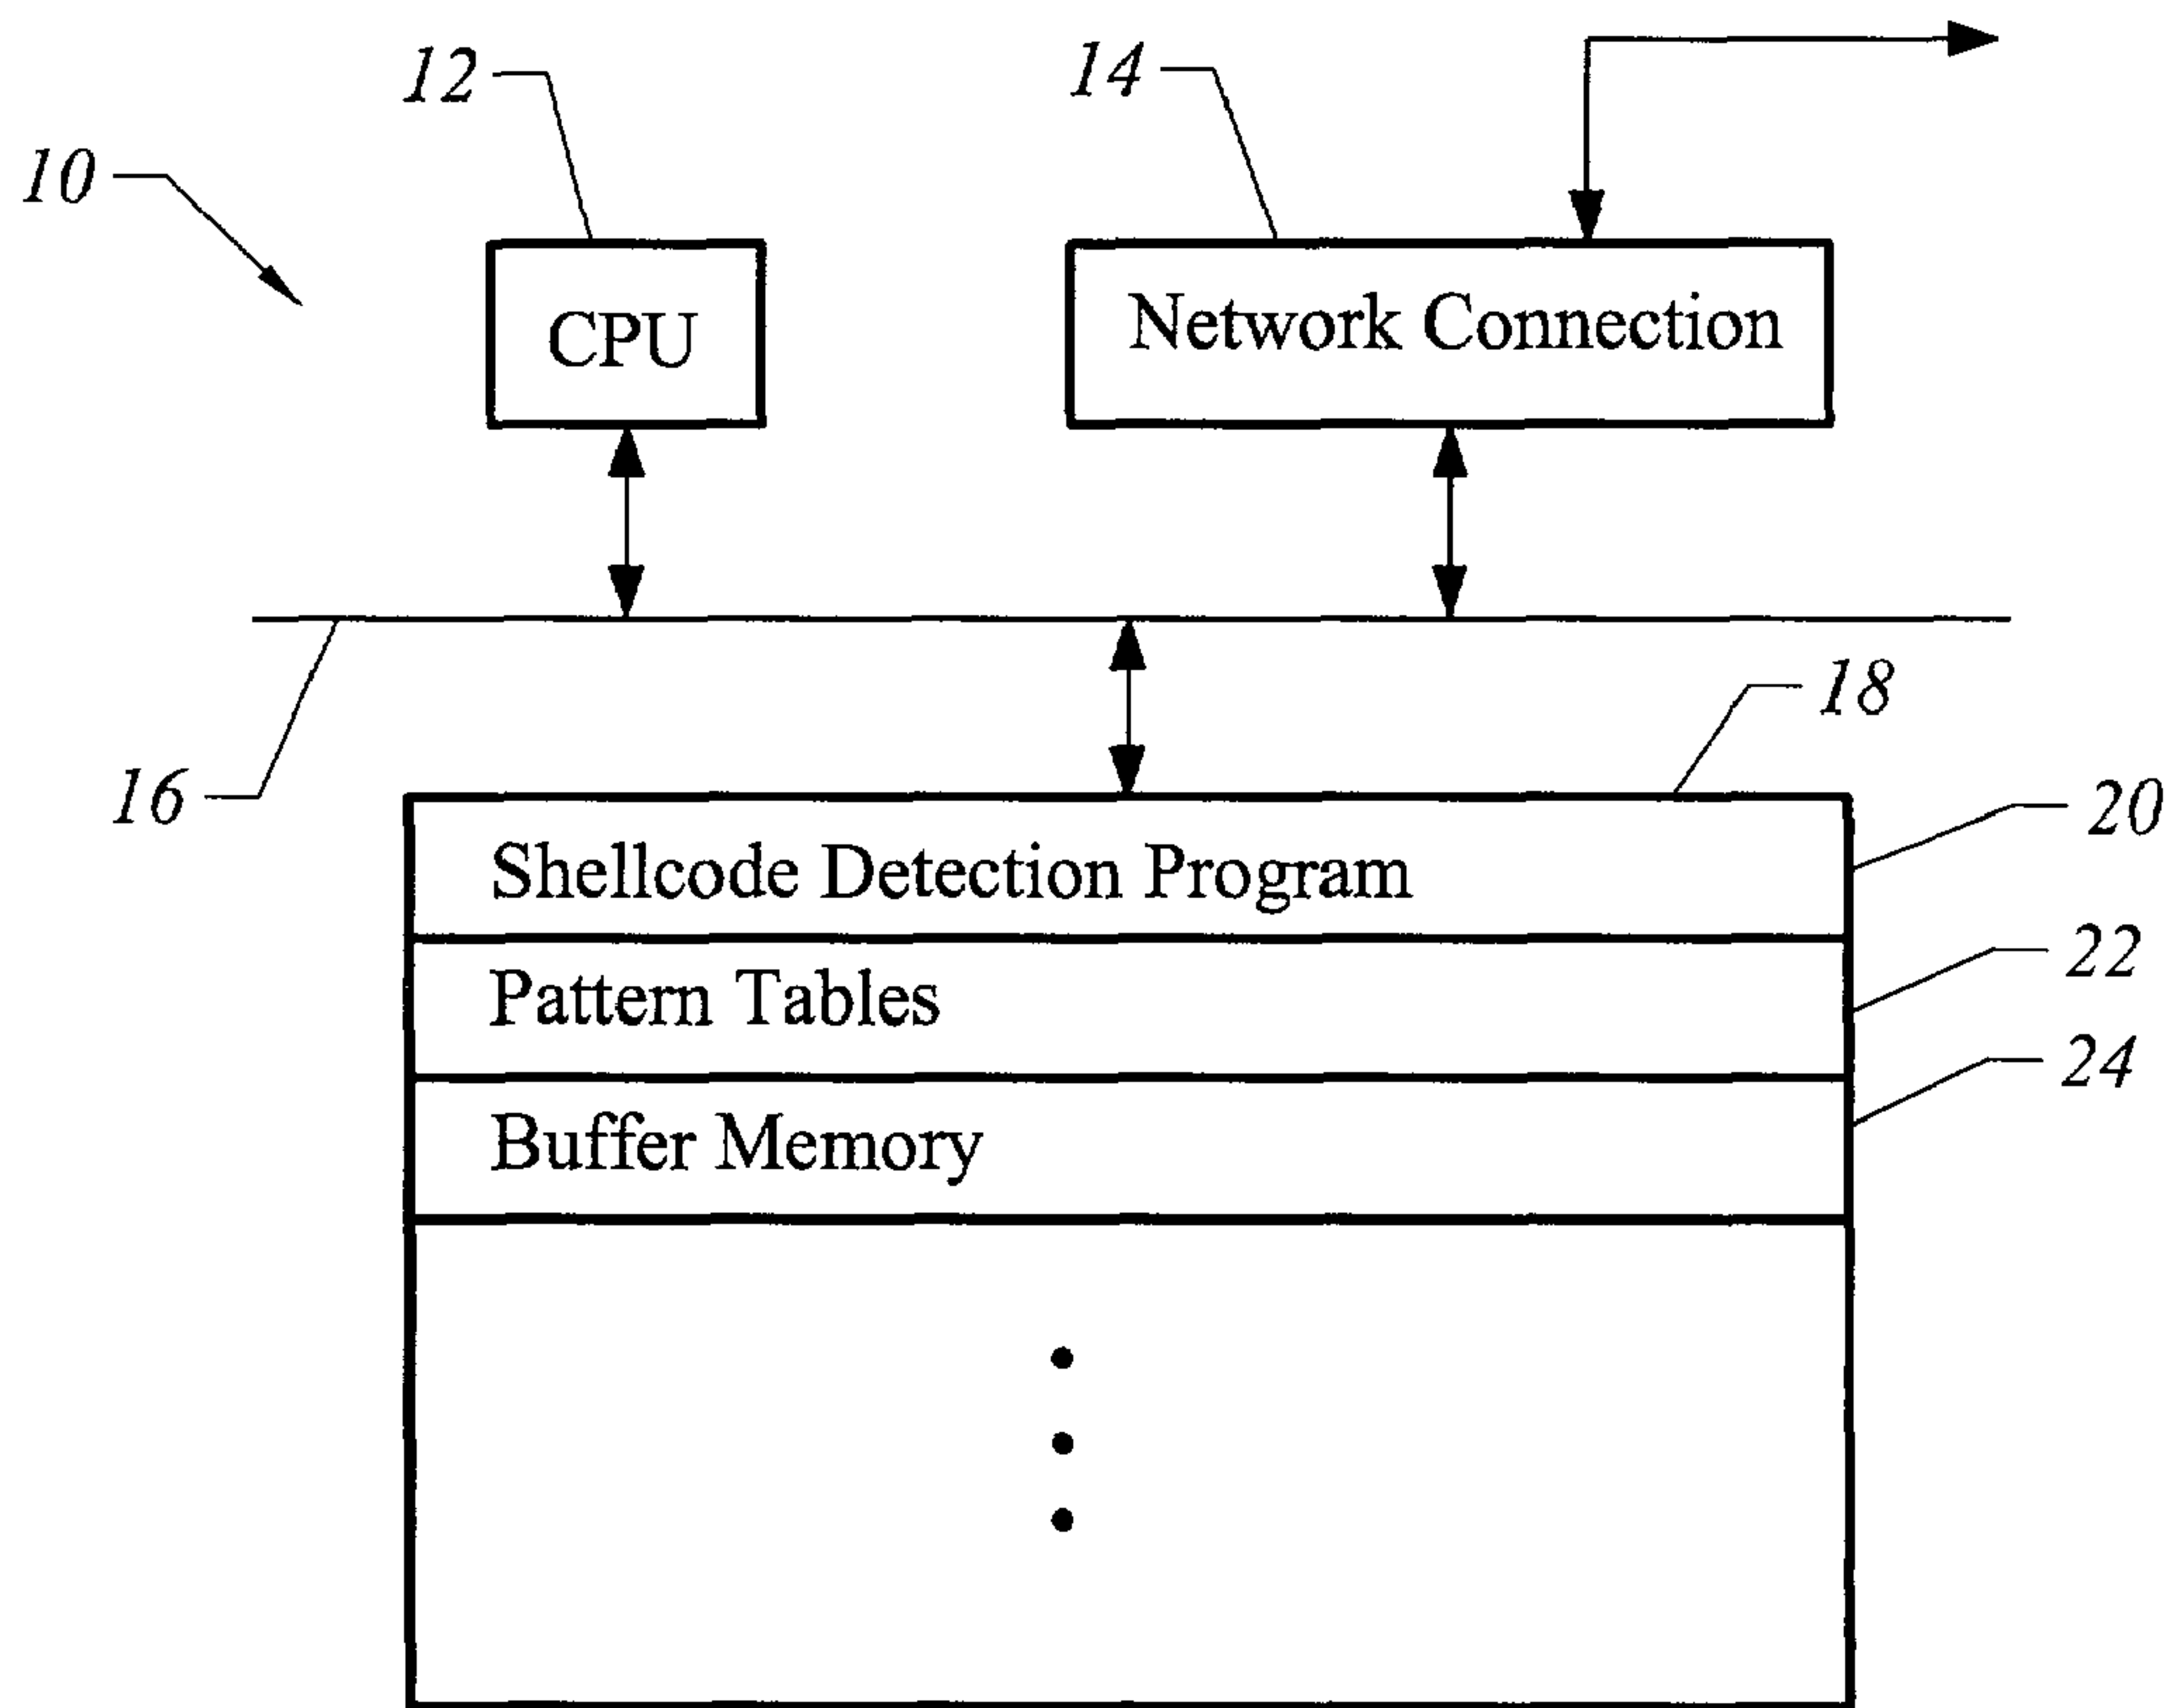 12
14
10
CPU
Network Connection
18
16
20
Shellcode Detection Program
22
Pattern Tables
24
Buffer Memory